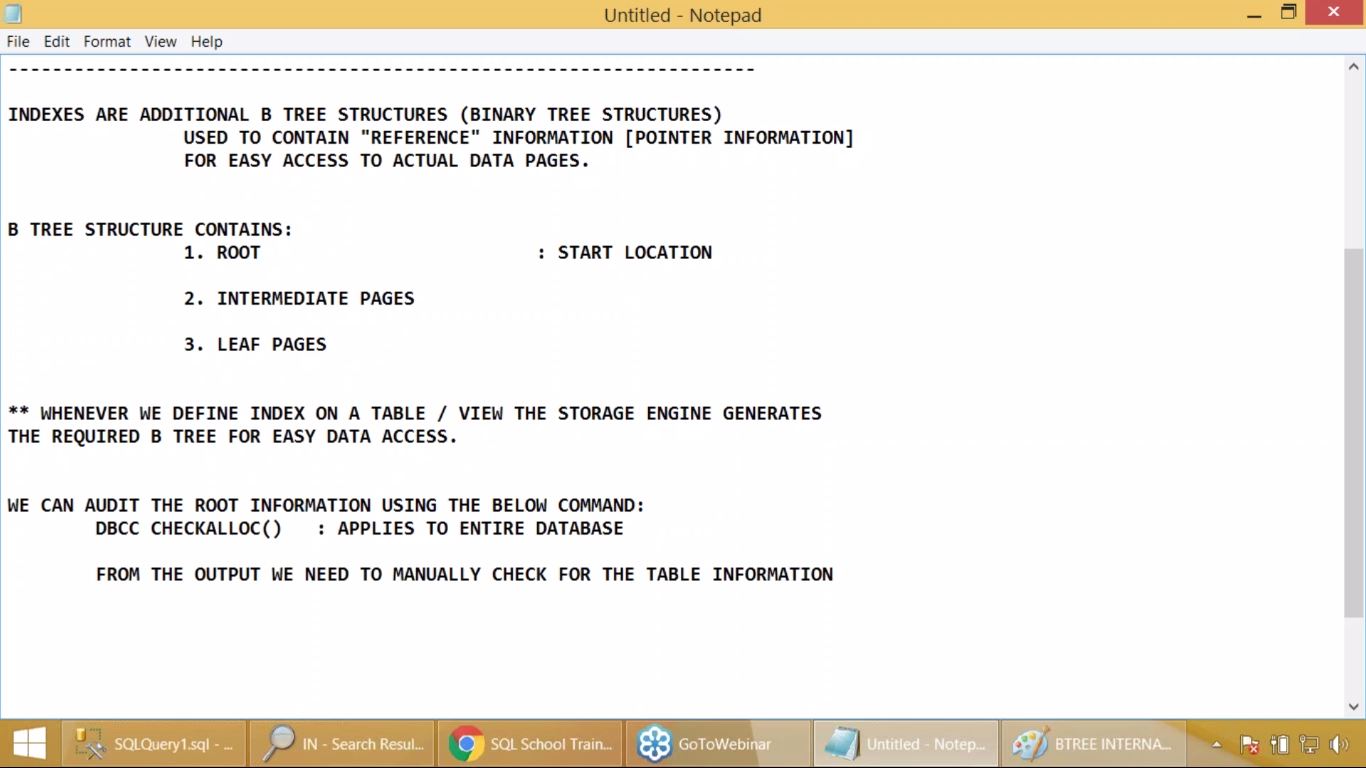 Untitled - Notepad
File Edit Format View Help
--------------------------------------------------------------------
INDEXES ARE ADDITIONAL B TREE STRUCTURES (BINARY TREE STRUCTURES)
USED TO CONTAIN "REFERENCE" INFORMATION [POINTER INFORMATION]
FOR EASY ACCESS TO ACTUAL DATA PAGES.
B TREE STRUCTURE CONTAINS:
1. ROOT : START LOCATION
2. INTERMEDIATE PAGES
3. LEAF PAGES
** WHENEVER WE DEFINE INDEX ON A TABLE / VIEW THE STORAGE ENGINE GENERATES
THE REQUIRED B TREE FOR EASY DATA ACCESS.
WE CAN AUDIT THE ROOT INFORMATION USING THE BELOW COMMAND:
DBCC CHECKALLOC() : APPLIES TO ENTIRE DATABASE
FROM THE OUTPUT WE NEED TO MANUALLY CHECK FOR THE TABLE INFORMATION
SQLQuery1.sql - ... IN - Search Resul... SQL School Train... GoToWebinar Untitled - Notep... BTREE INTERNA...